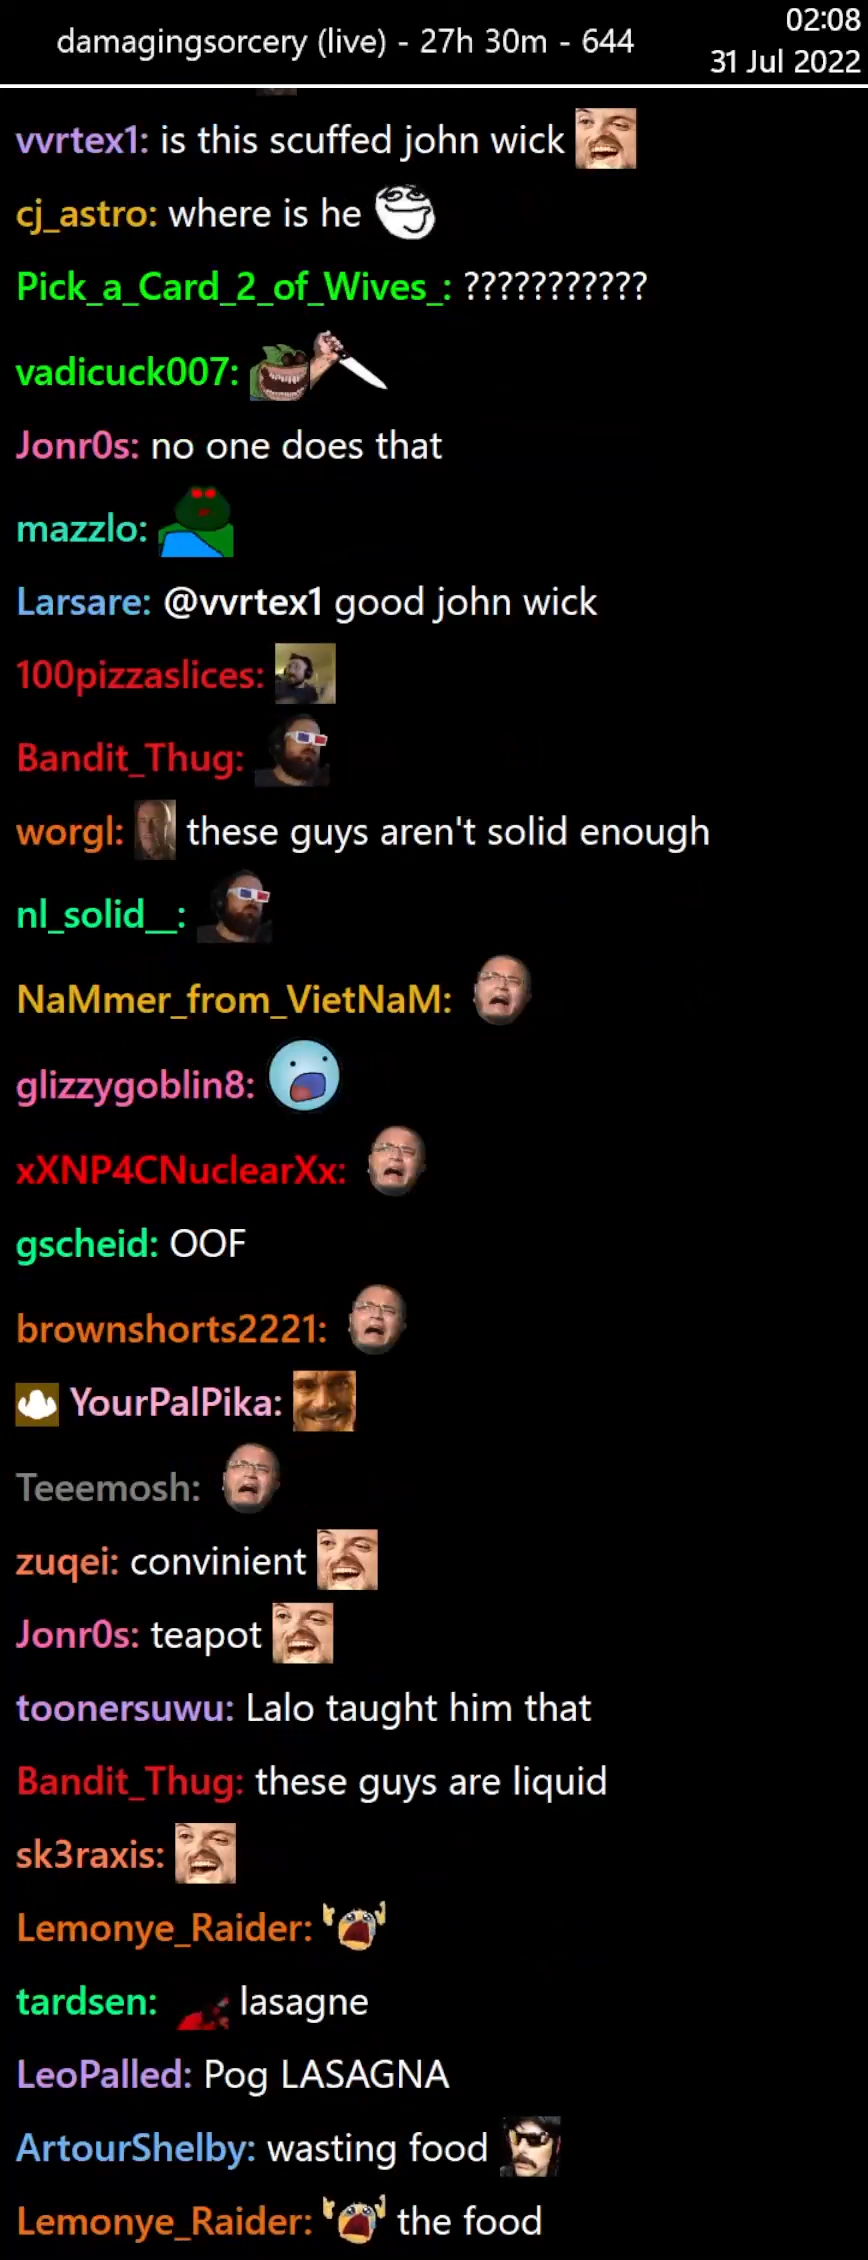 damagingsorcery (live) - 27h 30m - 644
02:08
31 Jul 2022
vvrtex1: is this scuffed john wick
cj_astro: where is he
Pick_a_Card_2_of_Wives_: ???????????
vadicuck007:
Jonr0s: no one does that
mazzlo:
Larsare: @vvrtex1 good john wick
100pizzaslices:
Bandit_Thug:
worgl: these guys aren't solid enough
nl_solid__:
NaMmer_from_VietNaM:
glizzygoblin8:
xXNP4CNuclearXx:
gscheid: OOF
brownshorts2221:
YourPalPika:
Teeemosh:
zuqei: convinient
Jonr0s: teapot
toonersuwu: Lalo taught him that
Bandit_Thug: these guys are liquid
sk3raxis:
Lemonye_Raider:
tardsen: lasagne
LeoPalled: Pog LASAGNA
ArtourShelby: wasting food
Lemonye_Raider: the food